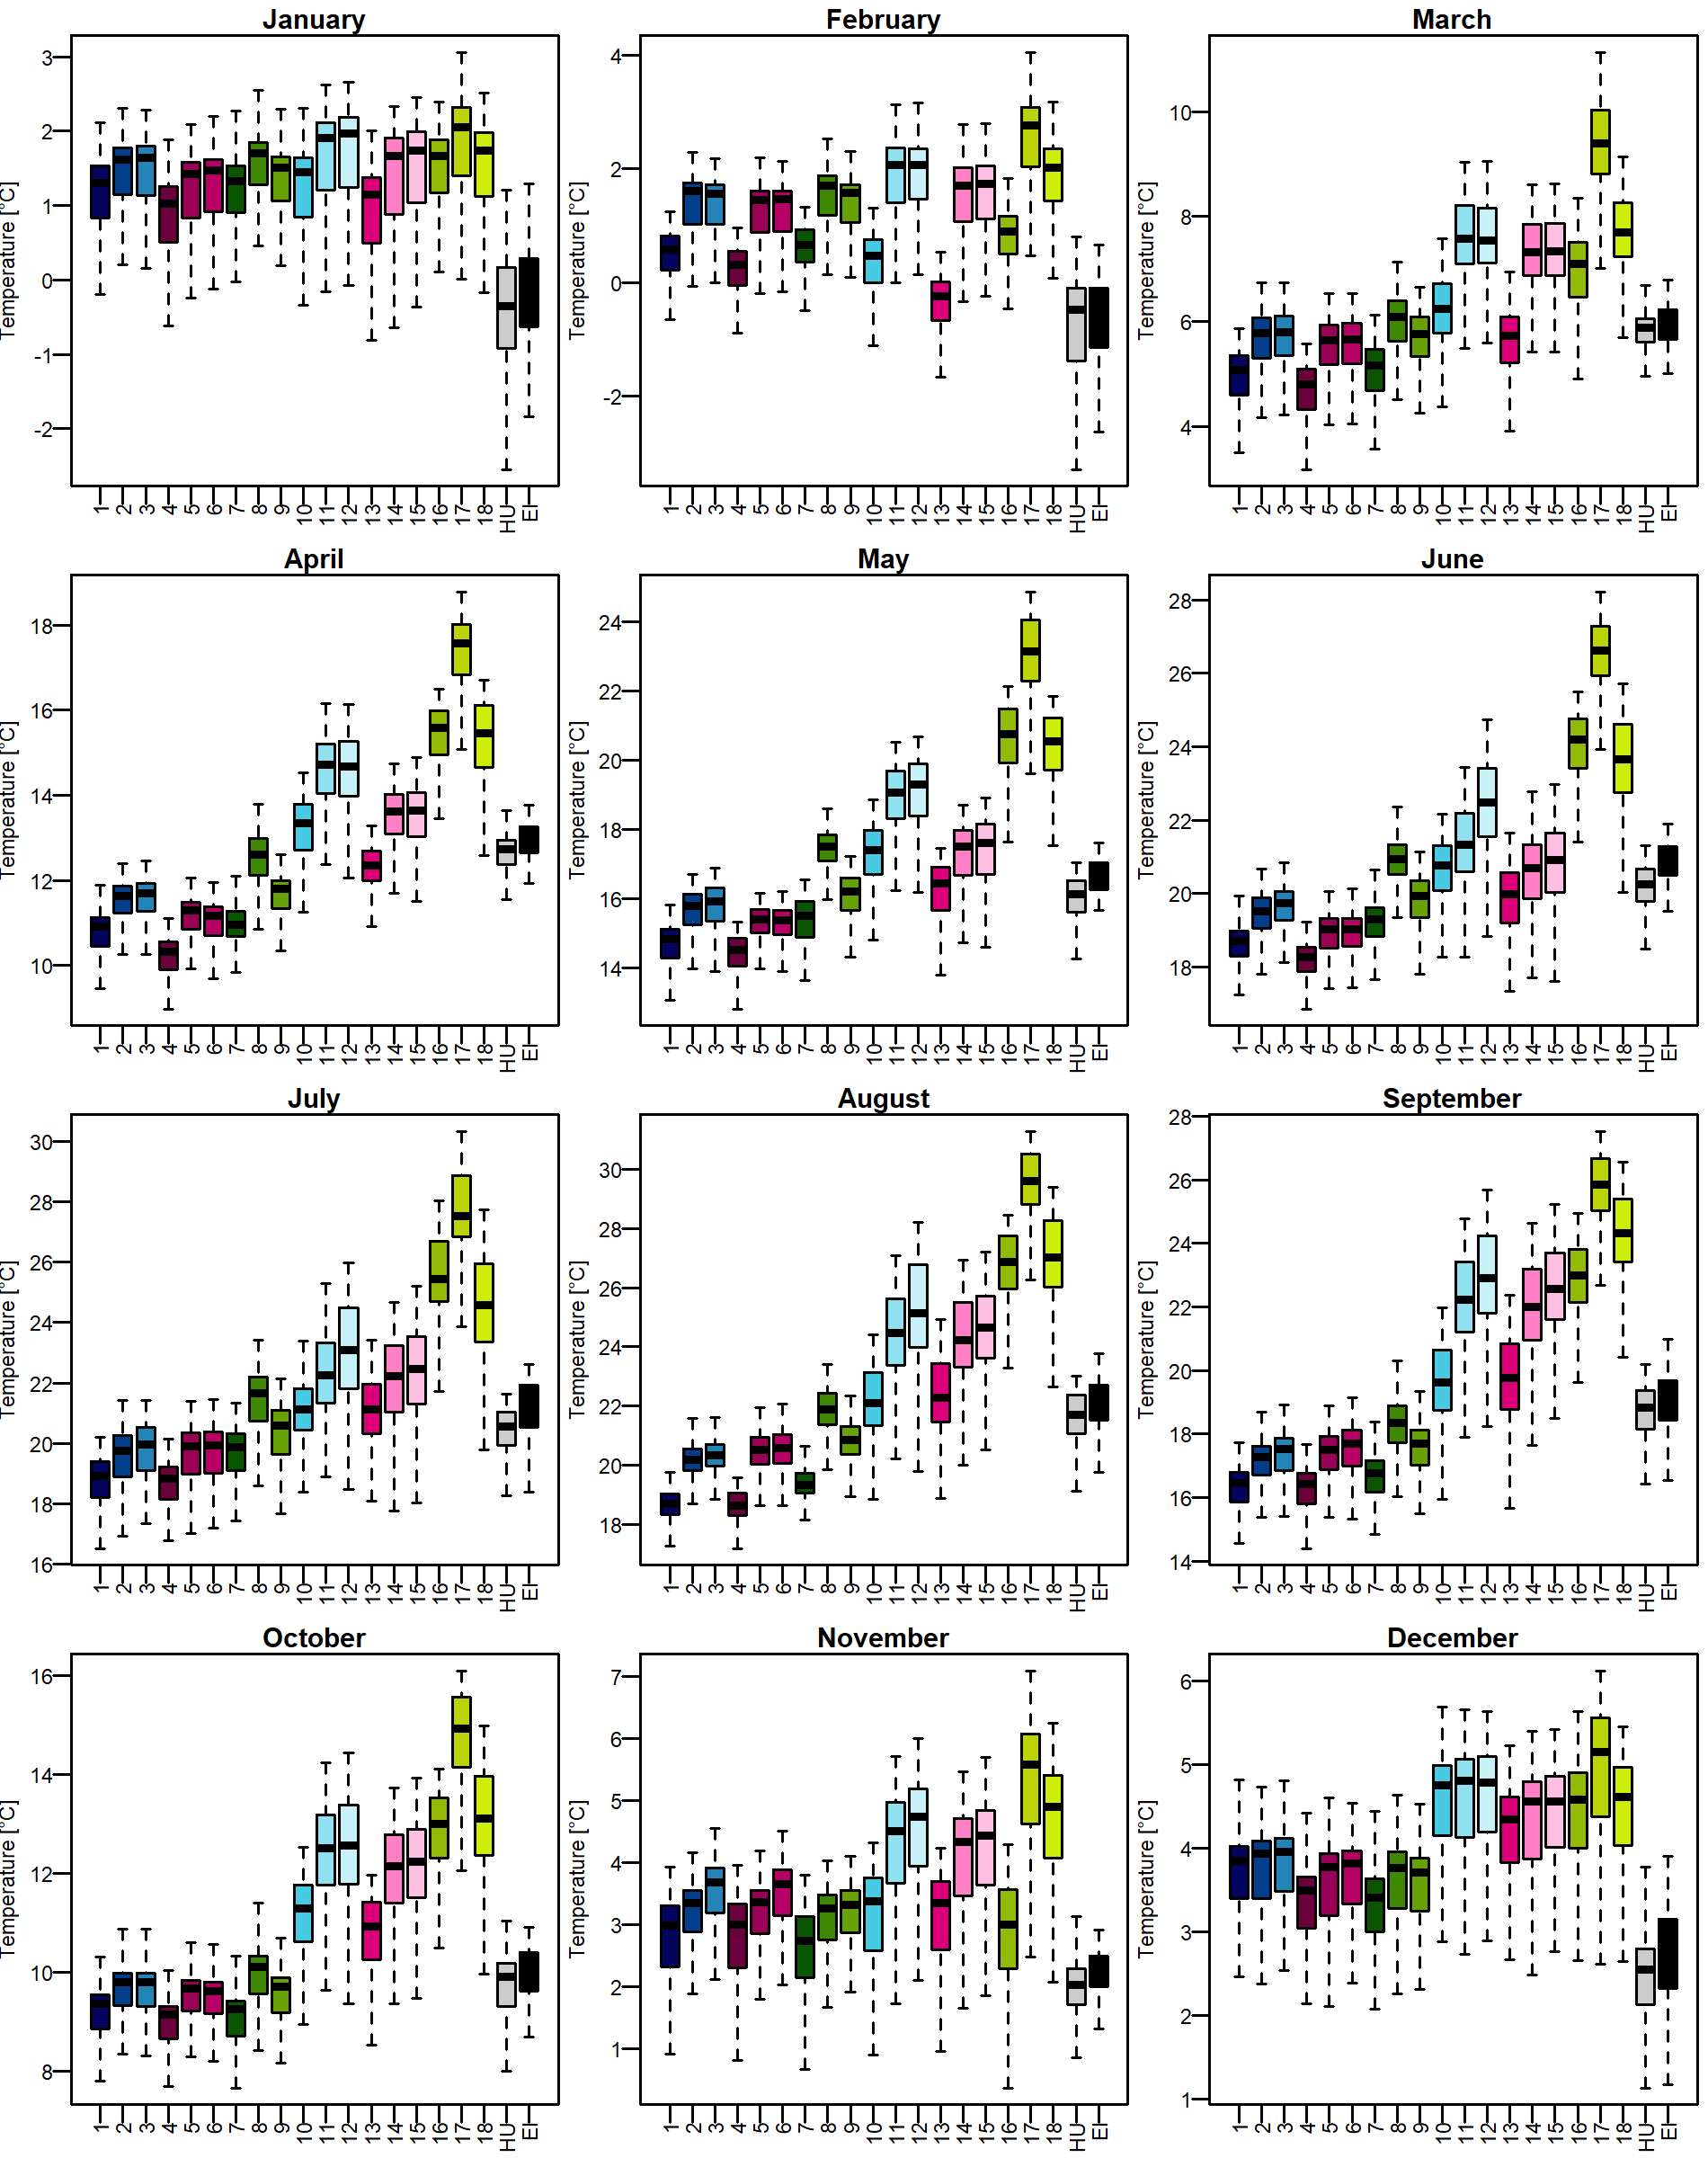 January
February
March
Temperature [°C]
3
2
1
0
-1
-2
Temperature [°C]
4
2
0
-2
Temperature [°C]
10
8
6
4
1 2 3 4 5 6 7 8 9 10 11 12 13 14 15 16 17 18 HU EI
1 2 3 4 5 6 7 8 9 10 11 12 13 14 15 16 17 18 HU EI
1 2 3 4 5 6 7 8 9 10 11 12 13 14 15 16 17 18 HU EI
April
May
June
Temperature [°C]
18
16
14
12
10
Temperature [°C]
24
22
20
18
16
14
Temperature [°C]
28
26
24
22
20
18
1 2 3 4 5 6 7 8 9 10 11 12 13 14 15 16 17 18 HU EI
1 2 3 4 5 6 7 8 9 10 11 12 13 14 15 16 17 18 HU EI
1 2 3 4 5 6 7 8 9 10 11 12 13 14 15 16 17 18 HU EI
July
August
September
Temperature [°C]
30
28
26
24
22
20
18
16
Temperature [°C]
30
28
26
24
22
20
18
Temperature [°C]
28
26
24
22
20
18
16
14
1 2 3 4 5 6 7 8 9 10 11 12 13 14 15 16 17 18 HU EI
1 2 3 4 5 6 7 8 9 10 11 12 13 14 15 16 17 18 HU EI
1 2 3 4 5 6 7 8 9 10 11 12 13 14 15 16 17 18 HU EI
October
November
December
Temperature [°C]
16
14
12
10
8
Temperature [°C]
7
6
5
4
3
2
1
Temperature [°C]
6
5
4
3
2
1
1 2 3 4 5 6 7 8 9 10 11 12 13 14 15 16 17 18 HU EI
1 2 3 4 5 6 7 8 9 10 11 12 13 14 15 16 17 18 HU EI
1 2 3 4 5 6 7 8 9 10 11 12 13 14 15 16 17 18 HU EI